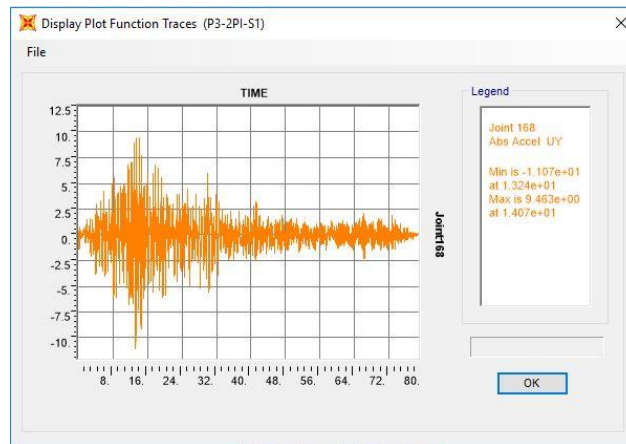 Display Plot Function Traces (P3-2PI-S1)
File
TIME
Legend
12.5
10.
7.5
5.
2.5
0.
-2.5
-5.
-7.5
-10.
Joint168
Joint 168
Abs Accel UY
Min is -1.107e+01
at 1.324e+01
Max is 9.463e+00
at 1.407e+01
8. 16. 24. 32. 40. 48. 56. 64. 72. 80.
OK